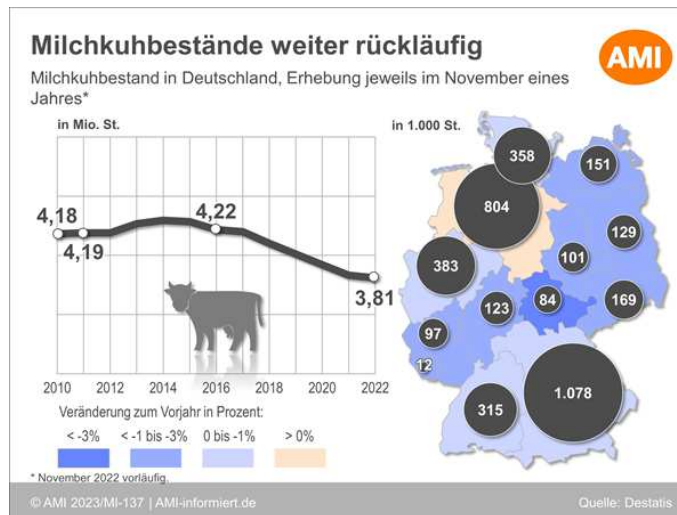 Milchkuhbestände weiter rückläufig
AMI
Milchkuhbestand in Deutschland, Erhebung jeweils im November eines
Jahres*
in Mio. St.
in 1.000 St.
4,18
4,19
4,22
3,81
2010
2012
2014
2016
2018
2020
2022
358
151
804
129
101
383
84
169
123
97
12
1.078
315
Veränderung zum Vorjahr in Prozent:
< -3%
< -1 bis -3%
0 bis -1%
> 0%
* November 2022 vorläufig.
© AMI 2023/MI-137 | AMI-informiert.de
Quelle: Destatis